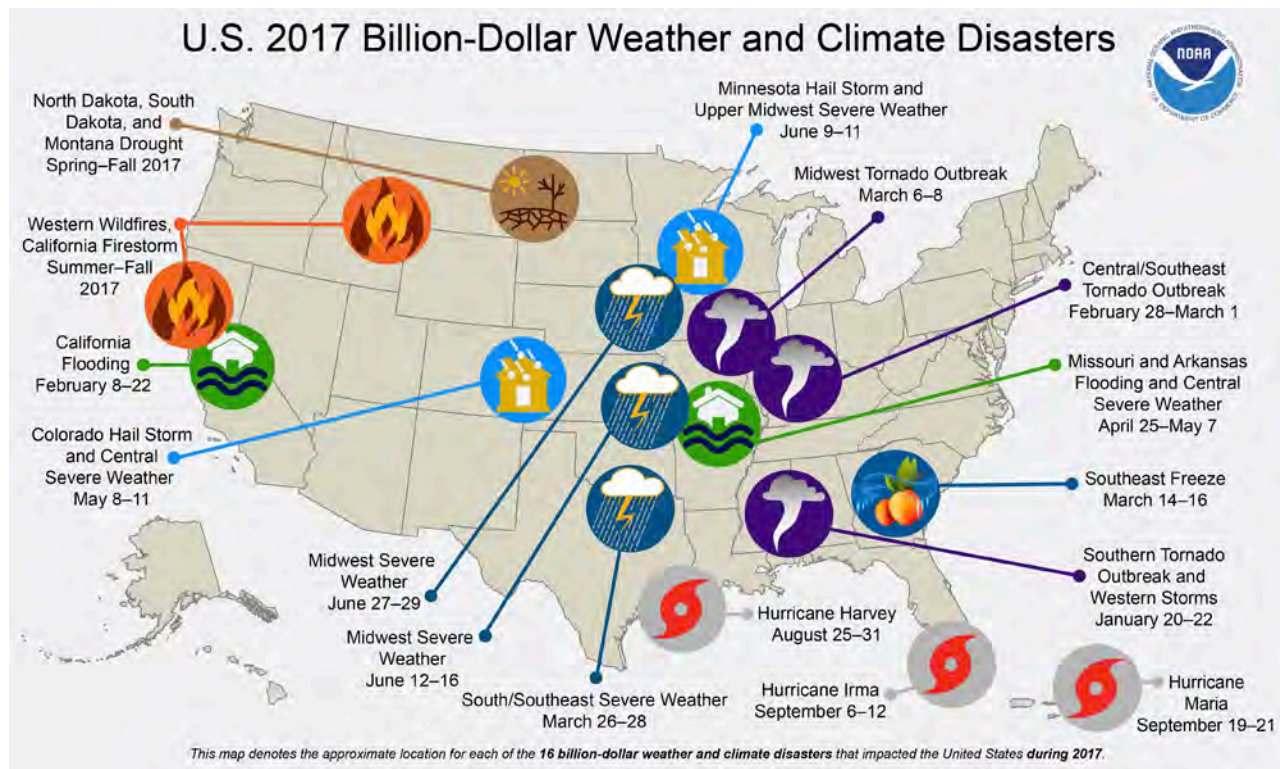 U.S. 2017 Billion-Dollar Weather and Climate Disasters
NOAA
North Dakota, South
Dakota, and
Montana Drought
Spring–Fall 2017
Minnesota Hail Storm and
Upper Midwest Severe Weather
June 9–11
Midwest Tornado Outbreak
March 6–8
Western Wildfires,
California Firestorm
Summer–Fall
2017
Central/Southeast
Tornado Outbreak
February 28–March 1
California
Flooding
February 8–22
Missouri and Arkansas
Flooding and Central
Severe Weather
April 25–May 7
Colorado Hail Storm
and Central
Severe Weather
May 8–11
Southeast Freeze
March 14–16
Midwest Severe
Weather
June 27–29
Southern Tornado
Outbreak and
Western Storms
January 20–22
Midwest Severe
Weather
June 12–16
Hurricane Harvey
August 25–31
South/Southeast Severe Weather
March 26–28
Hurricane Irma
September 6–12
Hurricane
Maria
September 19–21
This map denotes the approximate location for each of the 16 billion-dollar weather and climate disasters that impacted the United States during 2017.